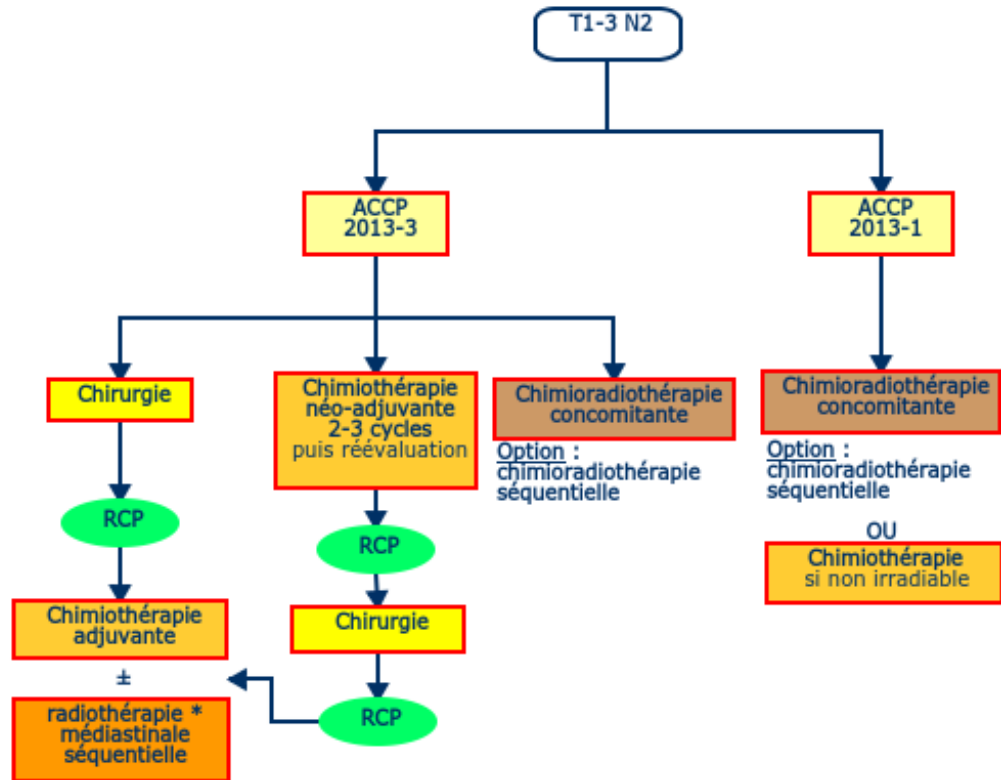 T1-3 N2
ACCP
2013-3
ACCP
2013-1
Chirurgie
RCP
Chimiothérapie
adjuvante
±
radiothérapie *
médiastinale
séquentielle
Chimiothérapie
néo-adjuvante
2-3 cycles
puis réévaluation
RCP
Chirurgie
RCP
Chimioradiothérapie
concomitante
Option :
chimioradiothérapie
séquentielle
Chimioradiothérapie
concomitante
Option :
chimioradiothérapie
séquentielle
OU
Chimiothérapie
si non irradiable